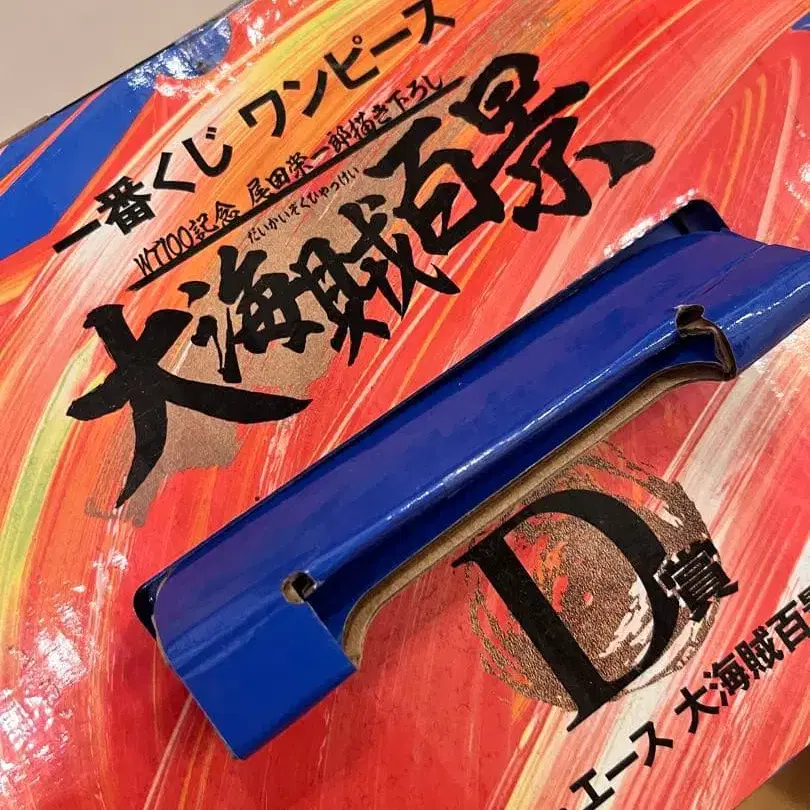 一番くじ ワンピース
WT100記念 尾田栄一郎描き下ろし
だいかいぞくひゃっけい
大海賊百景
D賞
エース 大海賊百景